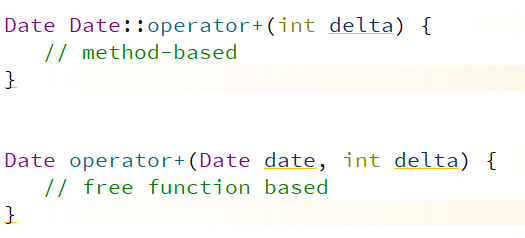 Date Date::operator+(int delta) {
// method-based
}
Date operator+(Date date, int delta) {
// free function based
}